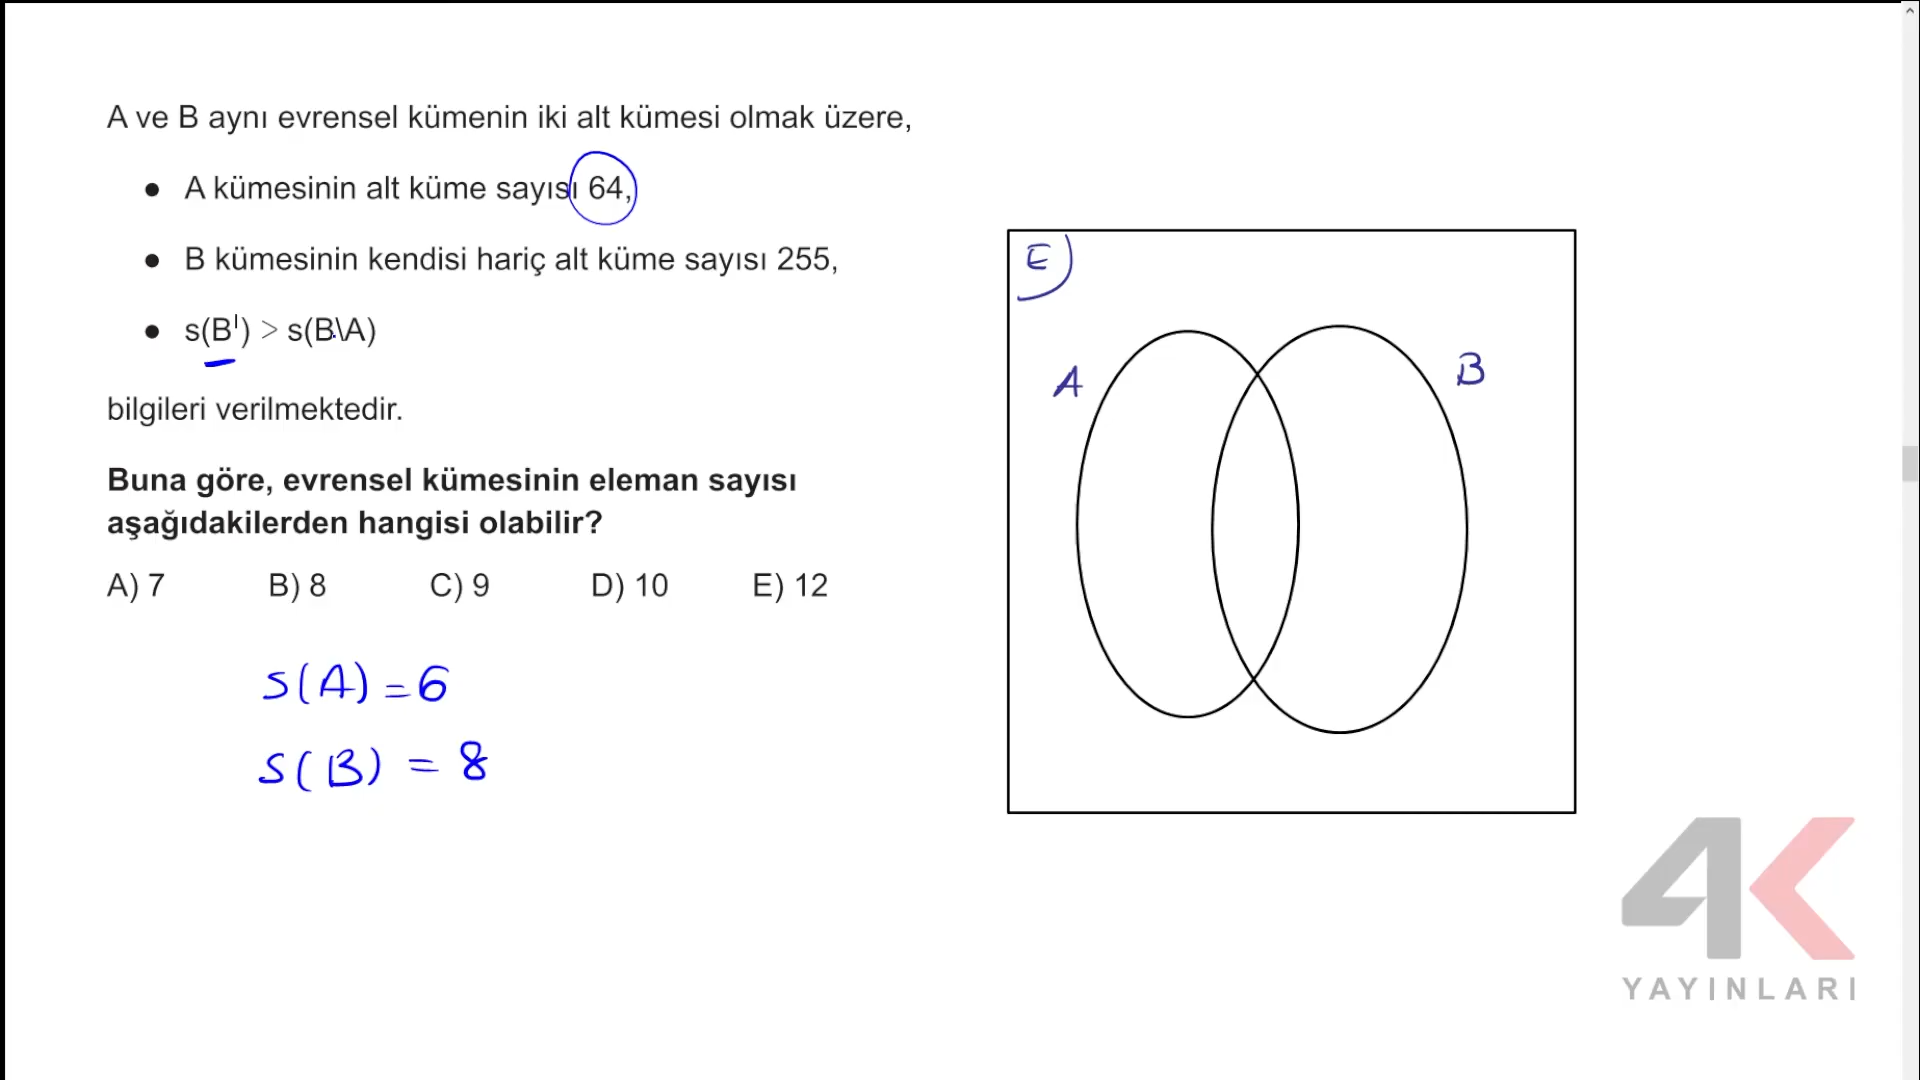 A ve B aynı evrensel kümenin iki alt kümesi olmak üzere,
● A kümesinin alt küme sayısı 64,
● B kümesinin kendisi hariç alt küme sayısı 255,
● s(Bᴵ) > s(B\A)
bilgileri verilmektedir.
Buna göre, evrensel kümesinin eleman sayısı
aşağıdakilerden hangisi olabilir?
A) 7 B) 8 C) 9 D) 10 E) 12
s(A) = 6
s(B) = 8
E)
A
B
4K
YAYINLARI